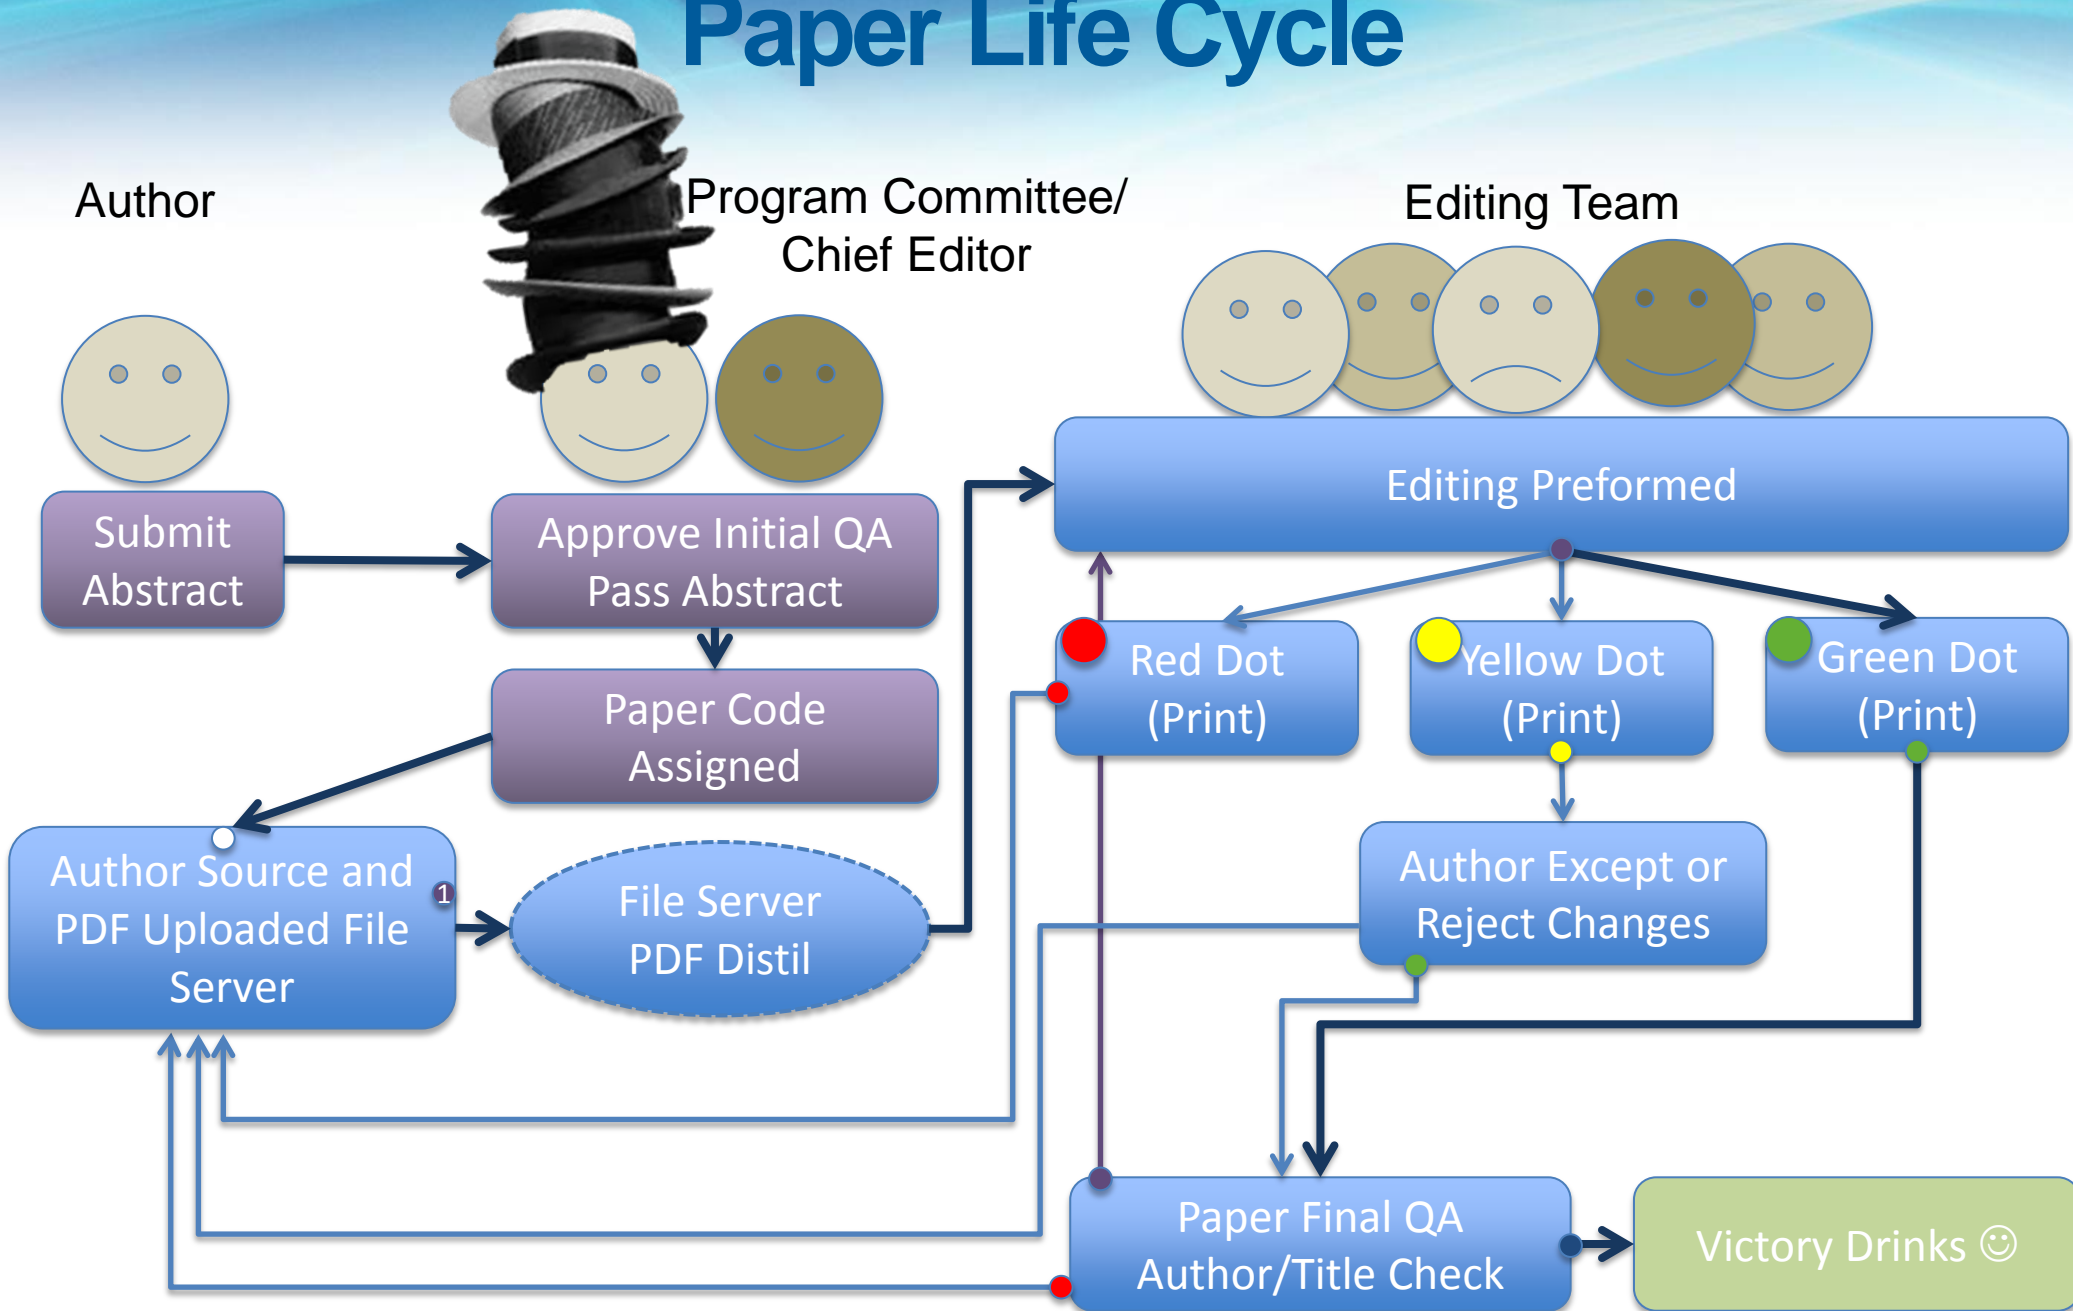 Paper Life Cycle
Author
Program Committee/
Chief Editor
Editing Team
Submit
Abstract
Approve Initial QA
Pass Abstract
Editing Preformed
Paper Code
Assigned
Red Dot
(Print)
Yellow Dot
(Print)
Green Dot
(Print)
Author Source and
PDF Uploaded File
Server
1
File Server
PDF Distil
Author Except or
Reject Changes
Paper Final QA
Author/Title Check
Victory Drinks ☺